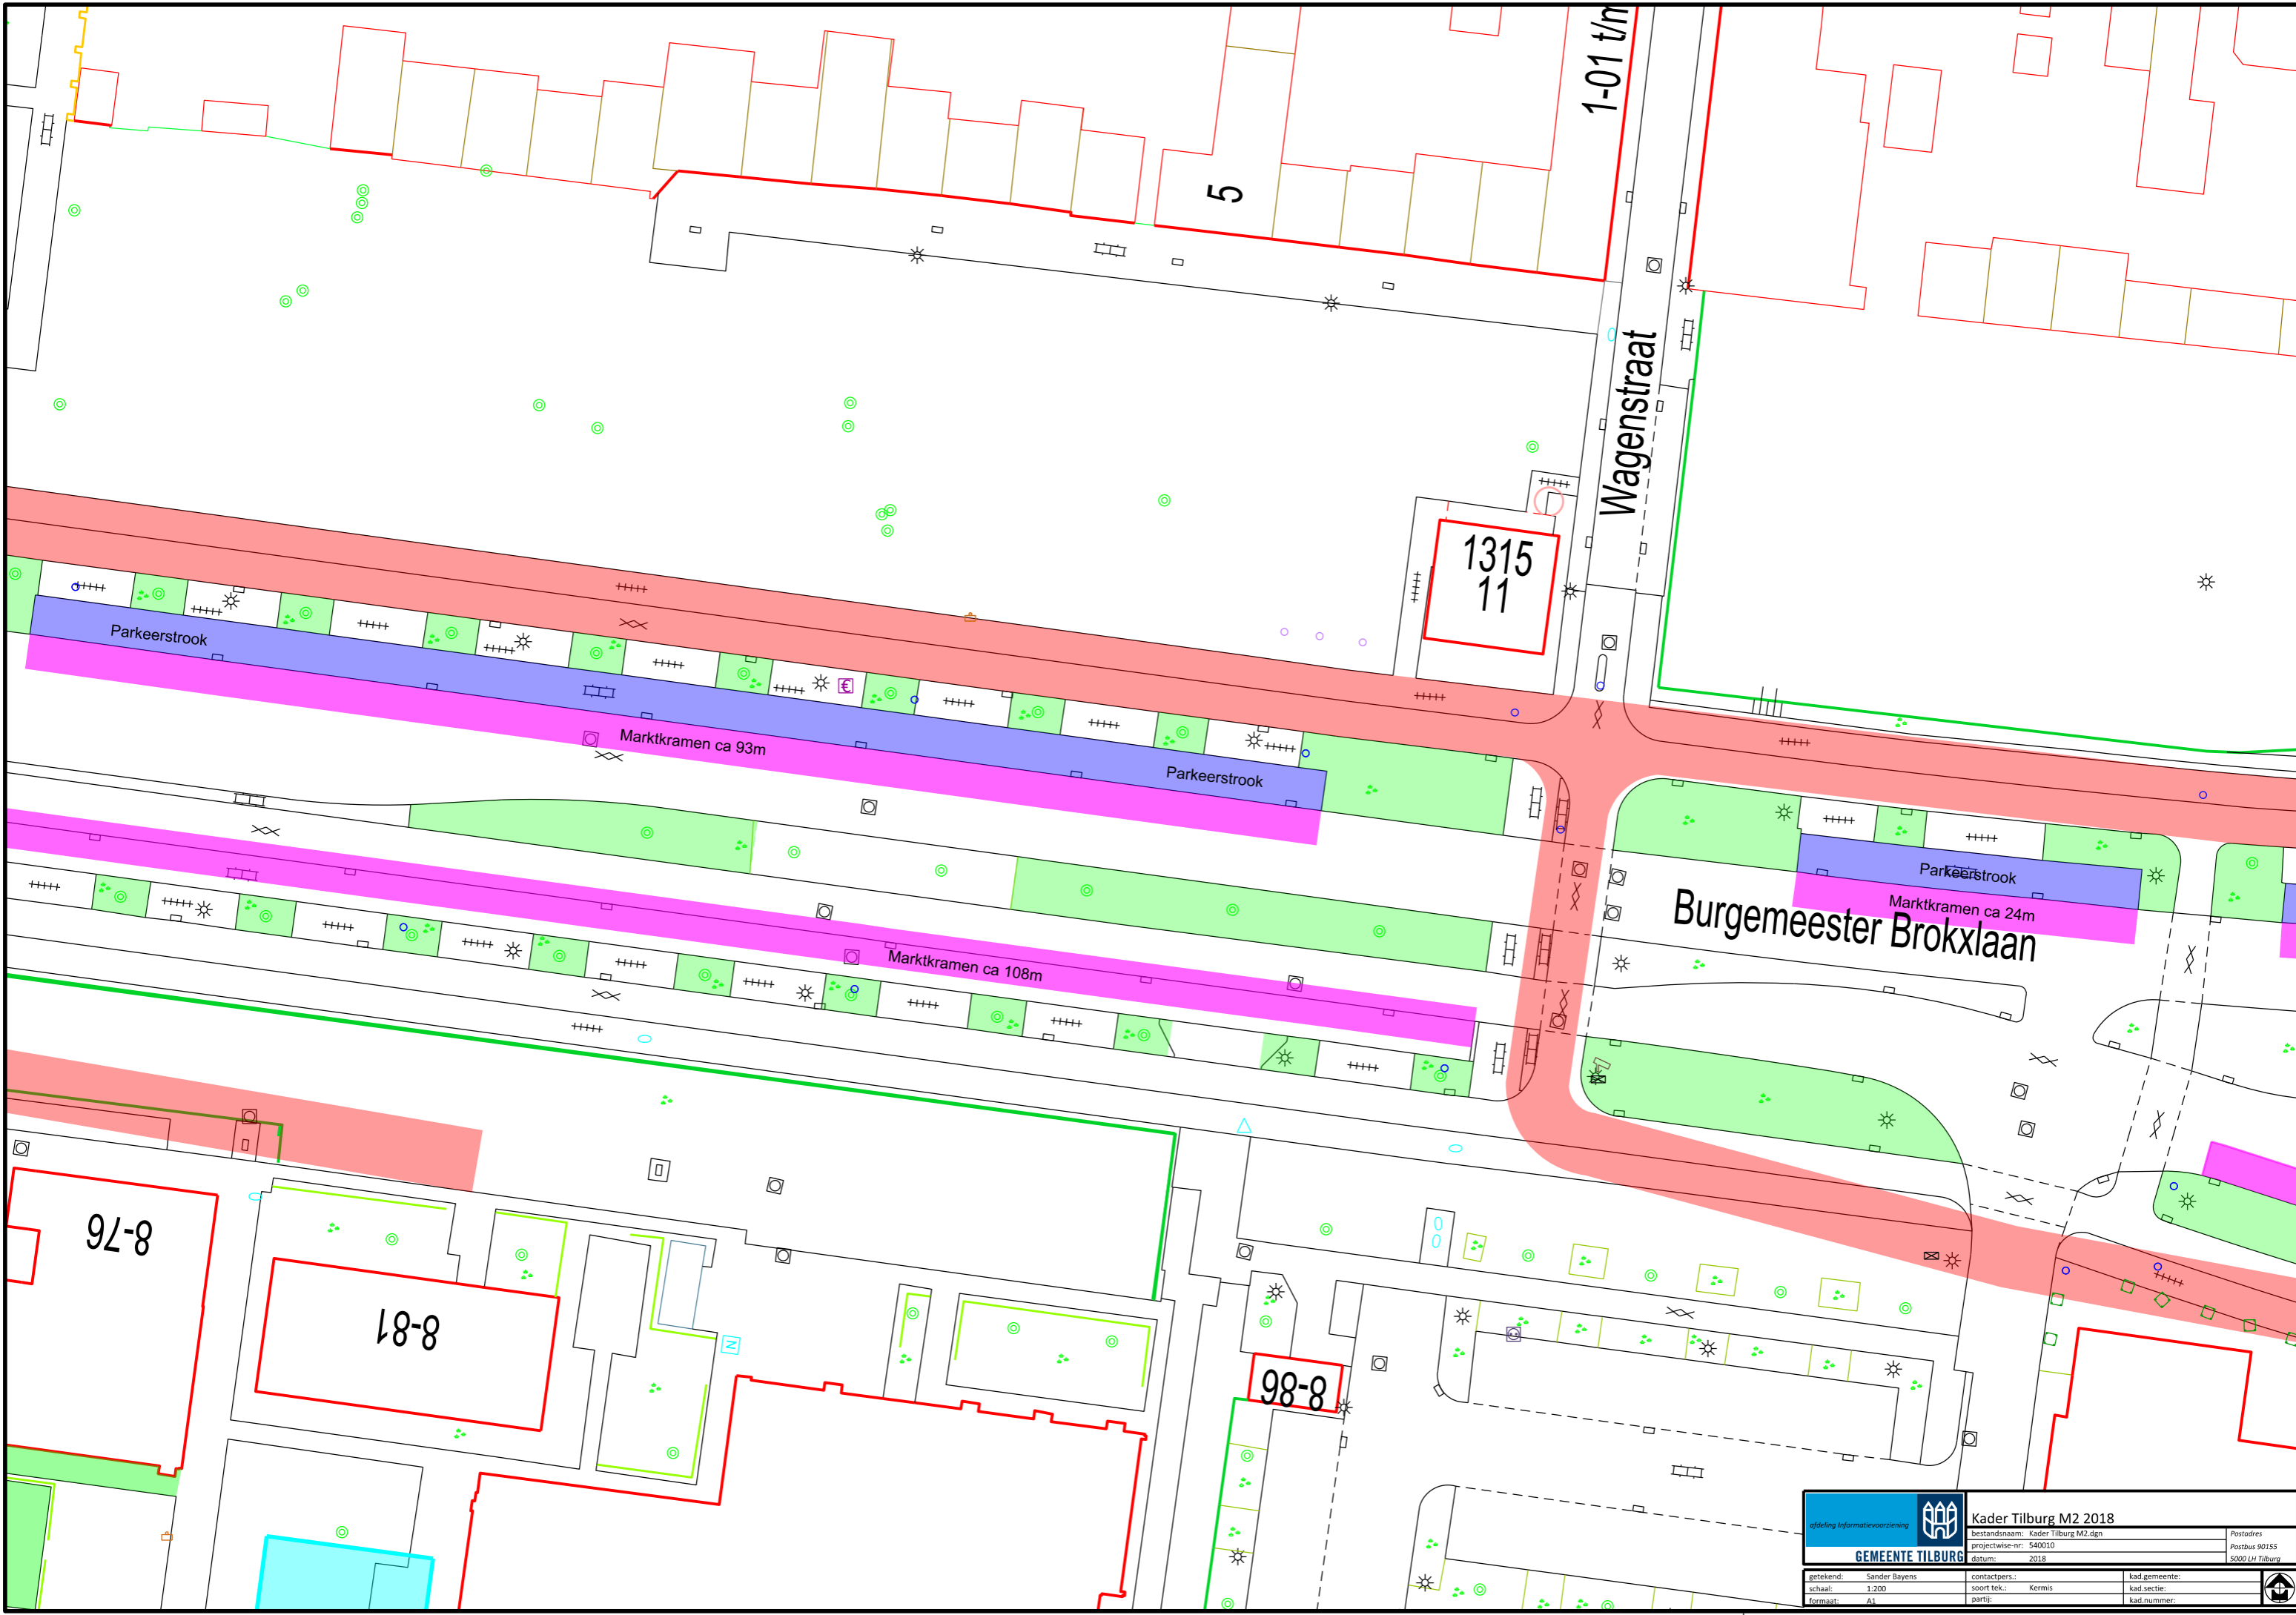 1-01 t/m
5
Wagenstraat
1315
11
Parkeerstrook
Marktkramen ca 93m
Parkeerstrook
Parkeerstrook
Marktkramen ca 24m
Burgemeester Brokxlaan
Marktkramen ca 108m
8-76
8-81
8-86
€
N
afdeling Informatievoorziening
GEMEENTE TILBURG
Kader Tilburg M2 2018
bestandsnaam: Kader Tilburg M2.dgn
projectwise-nr: 540010
datum: 2018
Postadres
Postbus 90155
5000 LH Tilburg
getekend: Sander Bayens
schaal: 1:200
formaat: A1
contactpers.:
soort tek.: Kermis
partij:
kad.gemeente:
kad.sectie:
kad.nummer: